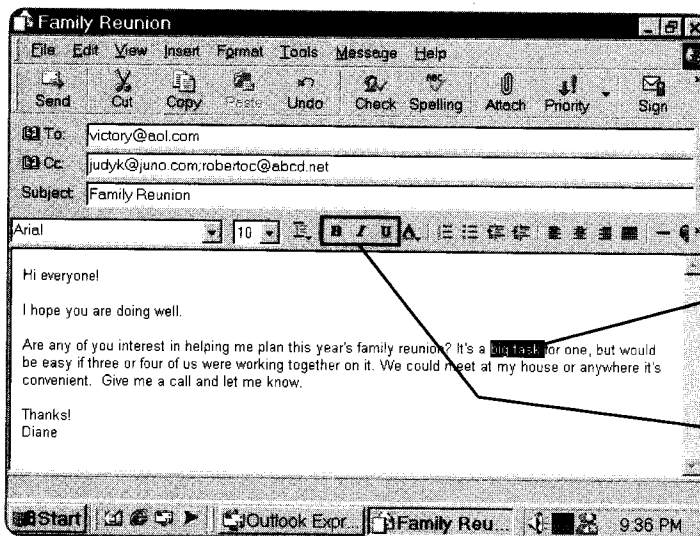 Family Reunion
File Edit View Insert Format Tools Message Help
Send Cut Copy Paste Undo Check Spelling Attach Priority Sign
To: victory@aol.com
Cc: judyk@juno.com;robertoc@abcd.net
Subject: Family Reunion
Arial 10 B I U A
Hi everyone!
I hope you are doing well.
Are any of you interest in helping me plan this year's family reunion? It's a big task for one, but would
be easy if three or four of us were working together on it. We could meet at my house or anywhere it's
convenient. Give me a call and let me know.
Thanks!
Diane
Start Outlook Expr... Family Reu... 9:36 PM